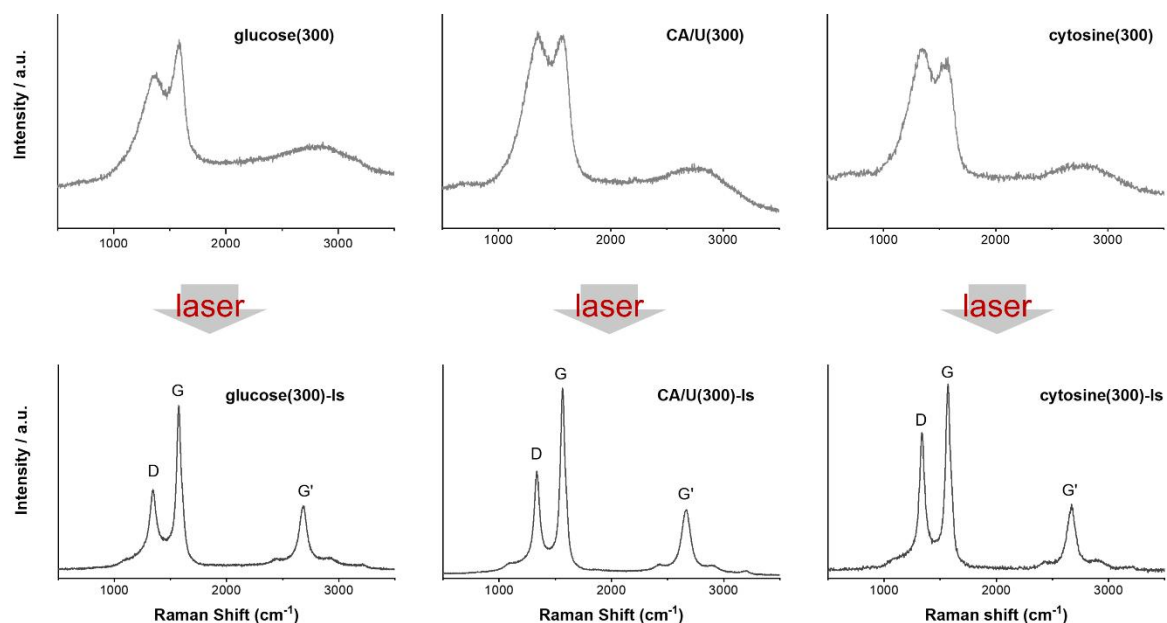 glucose(300)
CA/U(300)
cytosine(300)
Intensity / a.u.
1000 2000 3000
1000 2000 3000
1000 2000 3000
laser
laser
laser
glucose(300)-ls
CA/U(300)-ls
cytosine(300)-ls
Intensity / a.u.
D
G
G'
D
G
G'
D
G
G'
1000 2000 3000
1000 2000 3000
1000 2000 3000
Raman Shift (cm⁻¹)
Raman Shift (cm⁻¹)
Raman shift (cm⁻¹)